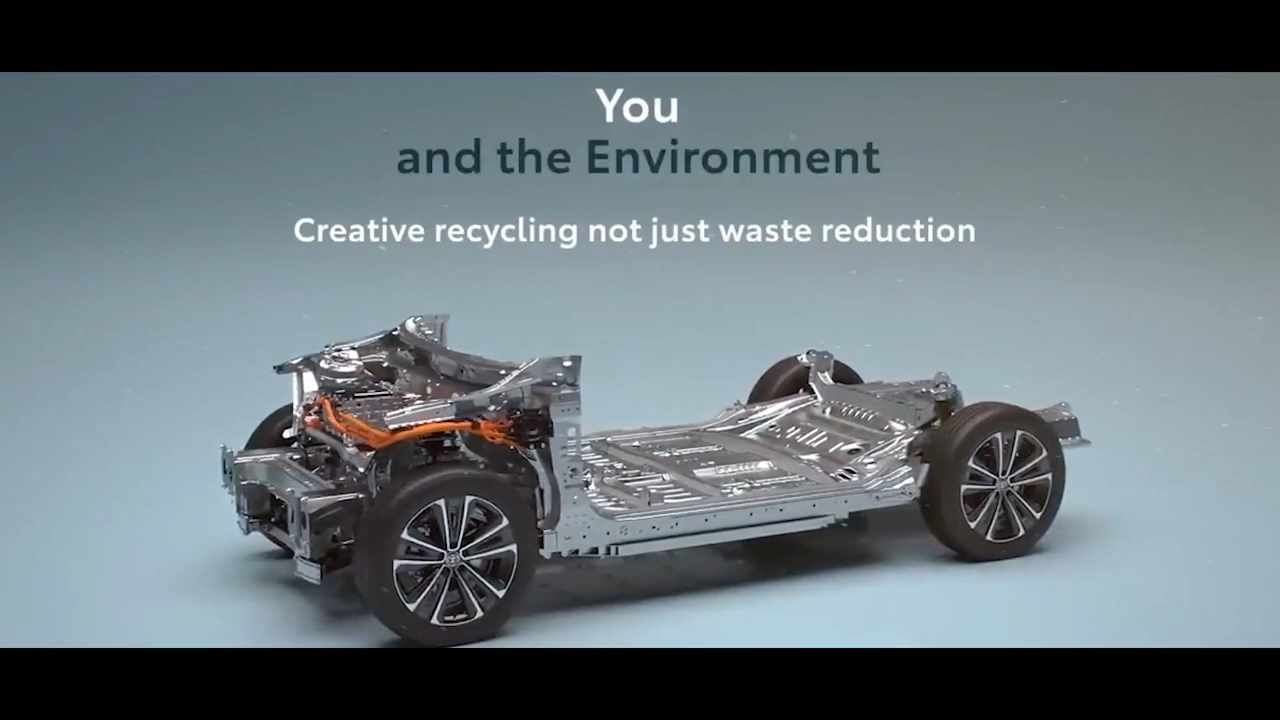 You
and the Environment
Creative recycling not just waste reduction